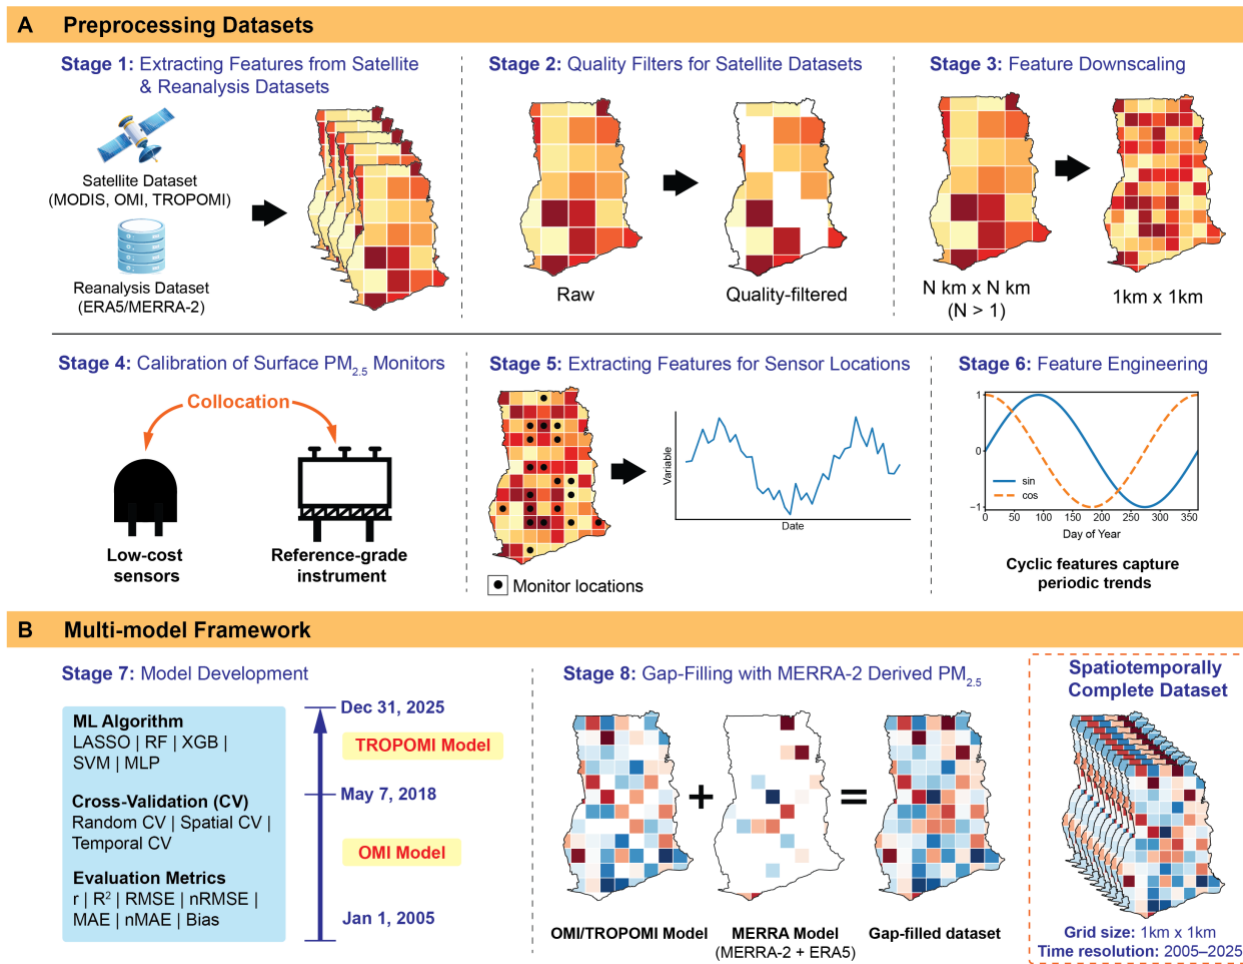 A Preprocessing Datasets
Stage 1: Extracting Features from Satellite
& Reanalysis Datasets
Satellite Dataset
(MODIS, OMI, TROPOMI)
Reanalysis Dataset
(ERA5/MERRA-2)
Stage 2: Quality Filters for Satellite Datasets
Raw
Quality-filtered
Stage 3: Feature Downscaling
N km x N km
(N > 1)
1km x 1km
Stage 4: Calibration of Surface PM2.5 Monitors
Collocation
Low-cost
sensors
Reference-grade
instrument
Stage 5: Extracting Features for Sensor Locations
Monitor locations
Variable
Date
Stage 6: Feature Engineering
1
0
−1
sin
cos
0 50 100 150 200 250 300 350
Day of Year
Cyclic features capture
periodic trends
B Multi-model Framework
Stage 7: Model Development
ML Algorithm
LASSO | RF | XGB |
SVM | MLP
Cross-Validation (CV)
Random CV | Spatial CV |
Temporal CV
Evaluation Metrics
r | R² | RMSE | nRMSE |
MAE | nMAE | Bias
Dec 31, 2025
TROPOMI Model
May 7, 2018
OMI Model
Jan 1, 2005
Stage 8: Gap-Filling with MERRA-2 Derived PM2.5
+
=
OMI/TROPOMI Model
MERRA Model
(MERRA-2 + ERA5)
Gap-filled dataset
Spatiotemporally
Complete Dataset
Grid size: 1km x 1km
Time resolution: 2005–2025